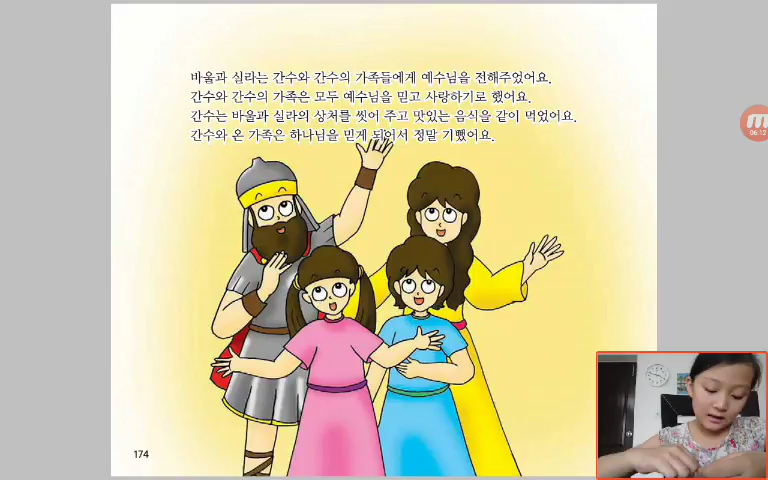 바울과 실라는 간수와 간수의 가족들에게 예수님을 전해주었어요.
간수와 간수의 가족은 모두 예수님을 믿고 사랑하기로 했어요.
간수는 바울과 실라의 상처를 씻어 주고 맛있는 음식을 같이 먹었어요.
간수와 온 가족은 하나님을 믿게 되어서 정말 기뻤어요.
174
06:12